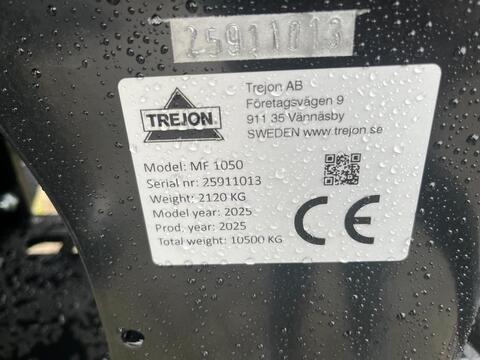 25911013
TREJON
Trejon AB
Företagsvägen 9
911 35 Vännäsby
SWEDEN www.trejon.se
Model: MF 1050
Serial nr: 25911013
Weight: 2120 KG
Model year: 2025
Prod. year: 2025
Total weight: 10500 KG
CE